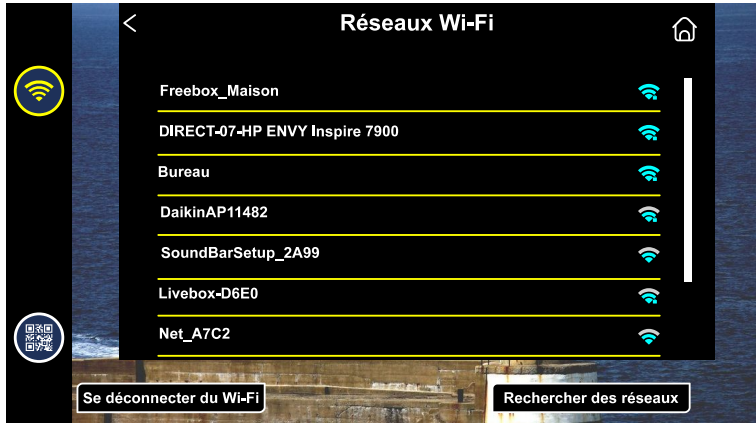 Réseaux Wi-Fi
Freebox_Maison
DIRECT-07-HP ENVY Inspire 7900
Bureau
DaikinAP11482
SoundBarSetup_2A99
Livebox-D6E0
Net_A7C2
Se déconnecter du Wi-Fi
Rechercher des réseaux